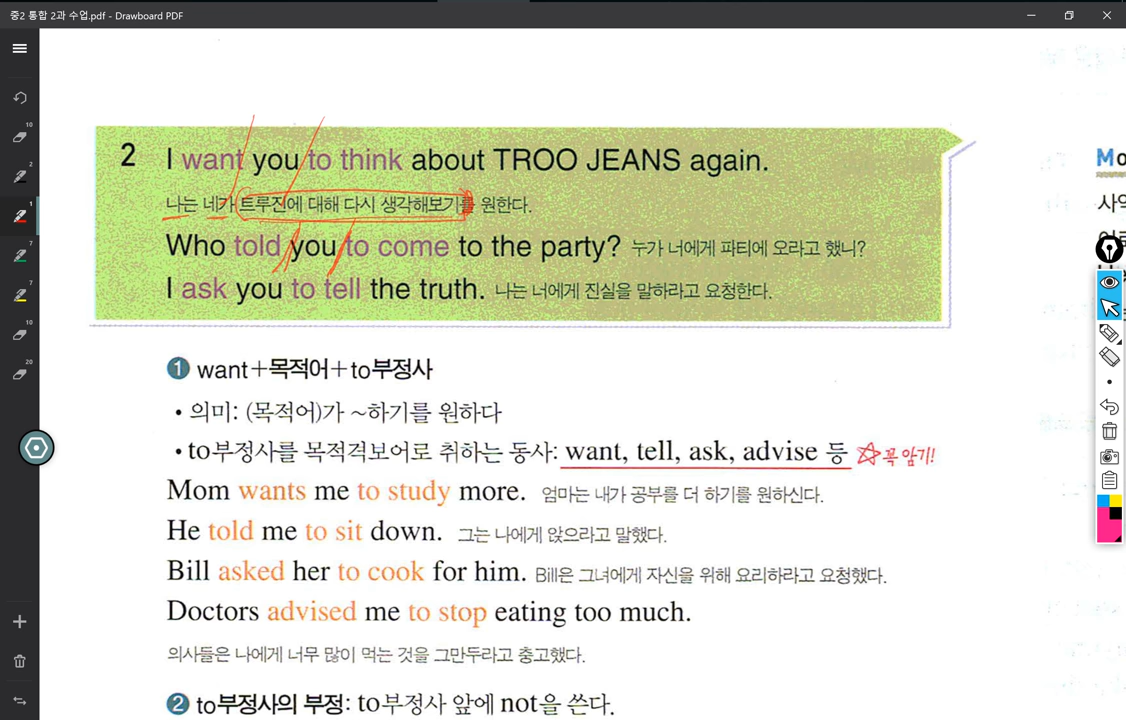 중2 통합 2과 수업.pdf - Drawboard PDF
10
2
1
7
7
10
20
2 I want you to think about TROO JEANS again.
나는 네가 트루진에 대해 다시 생각해보기를 원한다.
Who told you to come to the party? 누가 너에게 파티에 오라고 했니?
I ask you to tell the truth. 나는 너에게 진실을 말하라고 요청한다.
1 want+목적어+to부정사
• 의미: (목적어)가 ~하기를 원하다
• to부정사를 목적격보어로 취하는 동사: want, tell, ask, advise 등 ☆꼭 암기!
Mom wants me to study more. 엄마는 내가 공부를 더 하기를 원하신다.
He told me to sit down. 그는 나에게 앉으라고 말했다.
Bill asked her to cook for him. Bill은 그녀에게 자신을 위해 요리하라고 요청했다.
Doctors advised me to stop eating too much.
의사들은 나에게 너무 많이 먹는 것을 그만두라고 충고했다.
2 to부정사의 부정: to부정사 앞에 not을 쓴다.